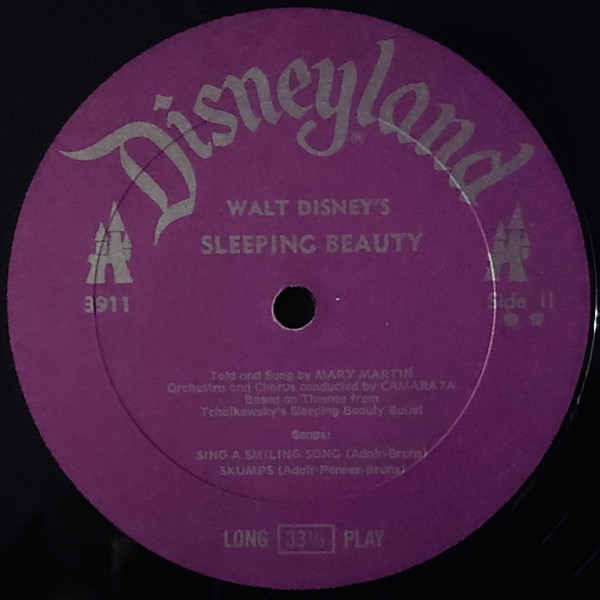 Disneyland®
WALT DISNEY'S
SLEEPING BEAUTY
3911
Side II
Told and Sung by MARY MARTIN
Orchestra and Chorus conducted by CAMARATA
Based on Themes from
Tchaikowsky's Sleeping Beauty Ballet
Songs:
SING A SMILING SONG (Adair-Bruns)
SKUMPS (Adair-Penner-Bruns)
LONG 33⅓ PLAY